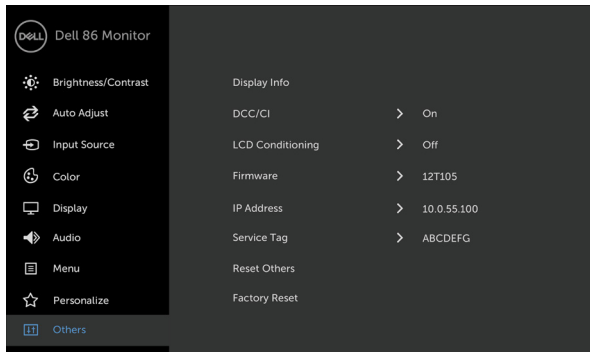 DELL Dell 86 Monitor
Brightness/Contrast
Auto Adjust
Input Source
Color
Display
Audio
Menu
Personalize
Others
Display Info
DCC/CI > On
LCD Conditioning > Off
Firmware > 12T105
IP Address > 10.0.55.100
Service Tag > ABCDEFG
Reset Others
Factory Reset